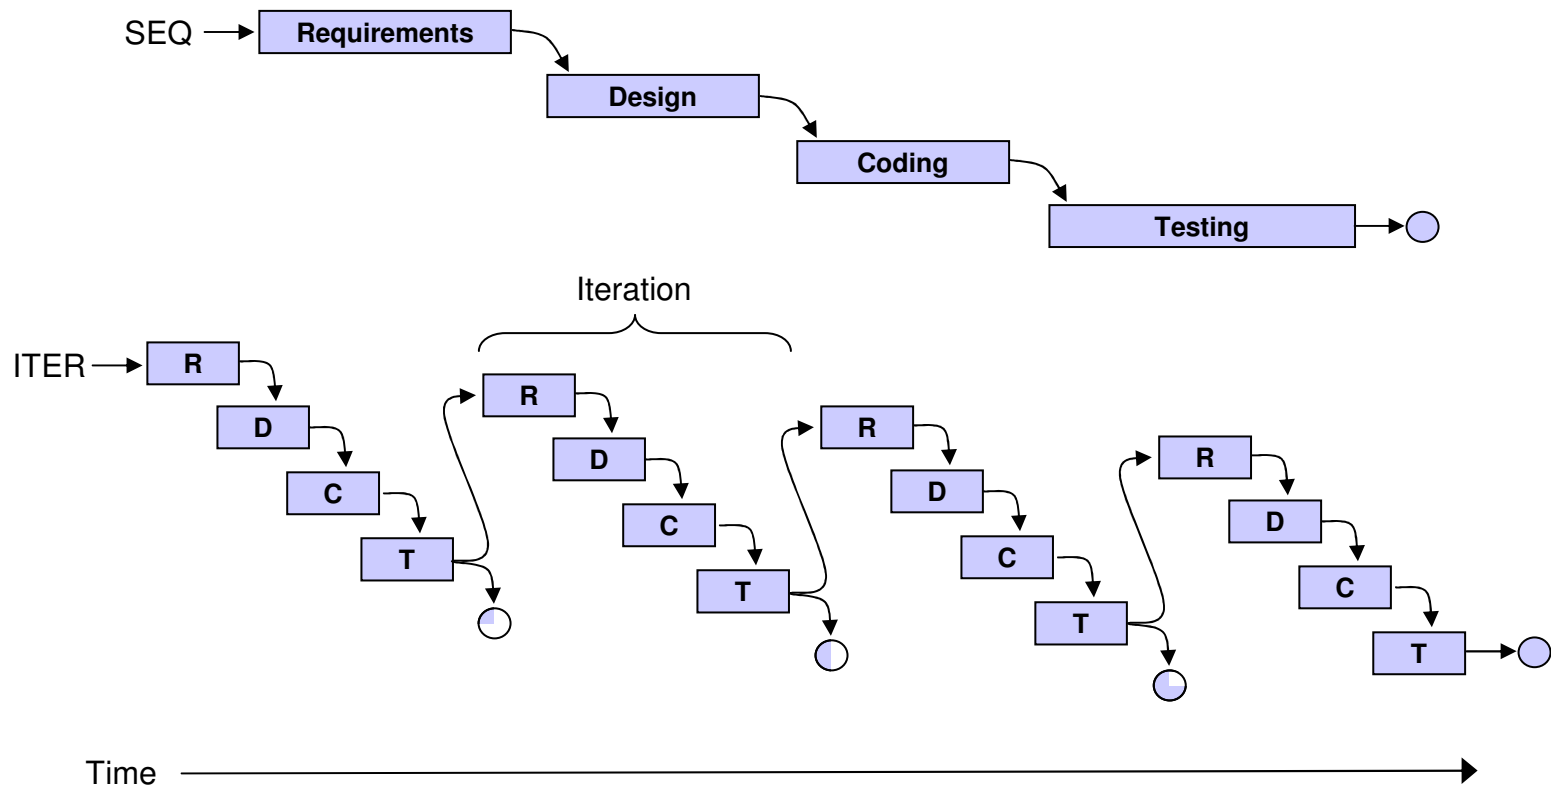 SEQ
Requirements
Design
Coding
Testing
Iteration
ITER
R
D
C
T
R
D
C
T
R
D
C
T
R
D
C
T
Time